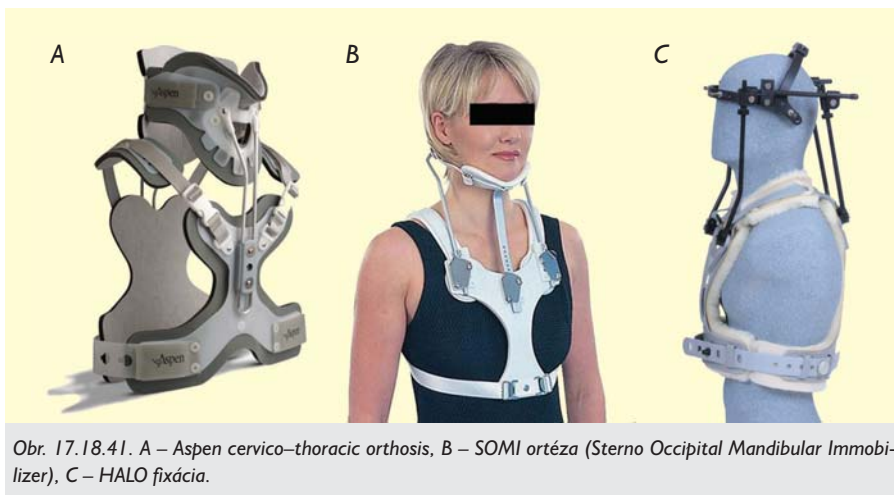 A B C
Aspen
Aspen
Aspen
Obr. 17.18.41. A – Aspen cervico–thoracic orthosis, B – SOMI ortéza (Sterno Occipital Mandibular Immobi-
lizer), C – HALO fixácia.